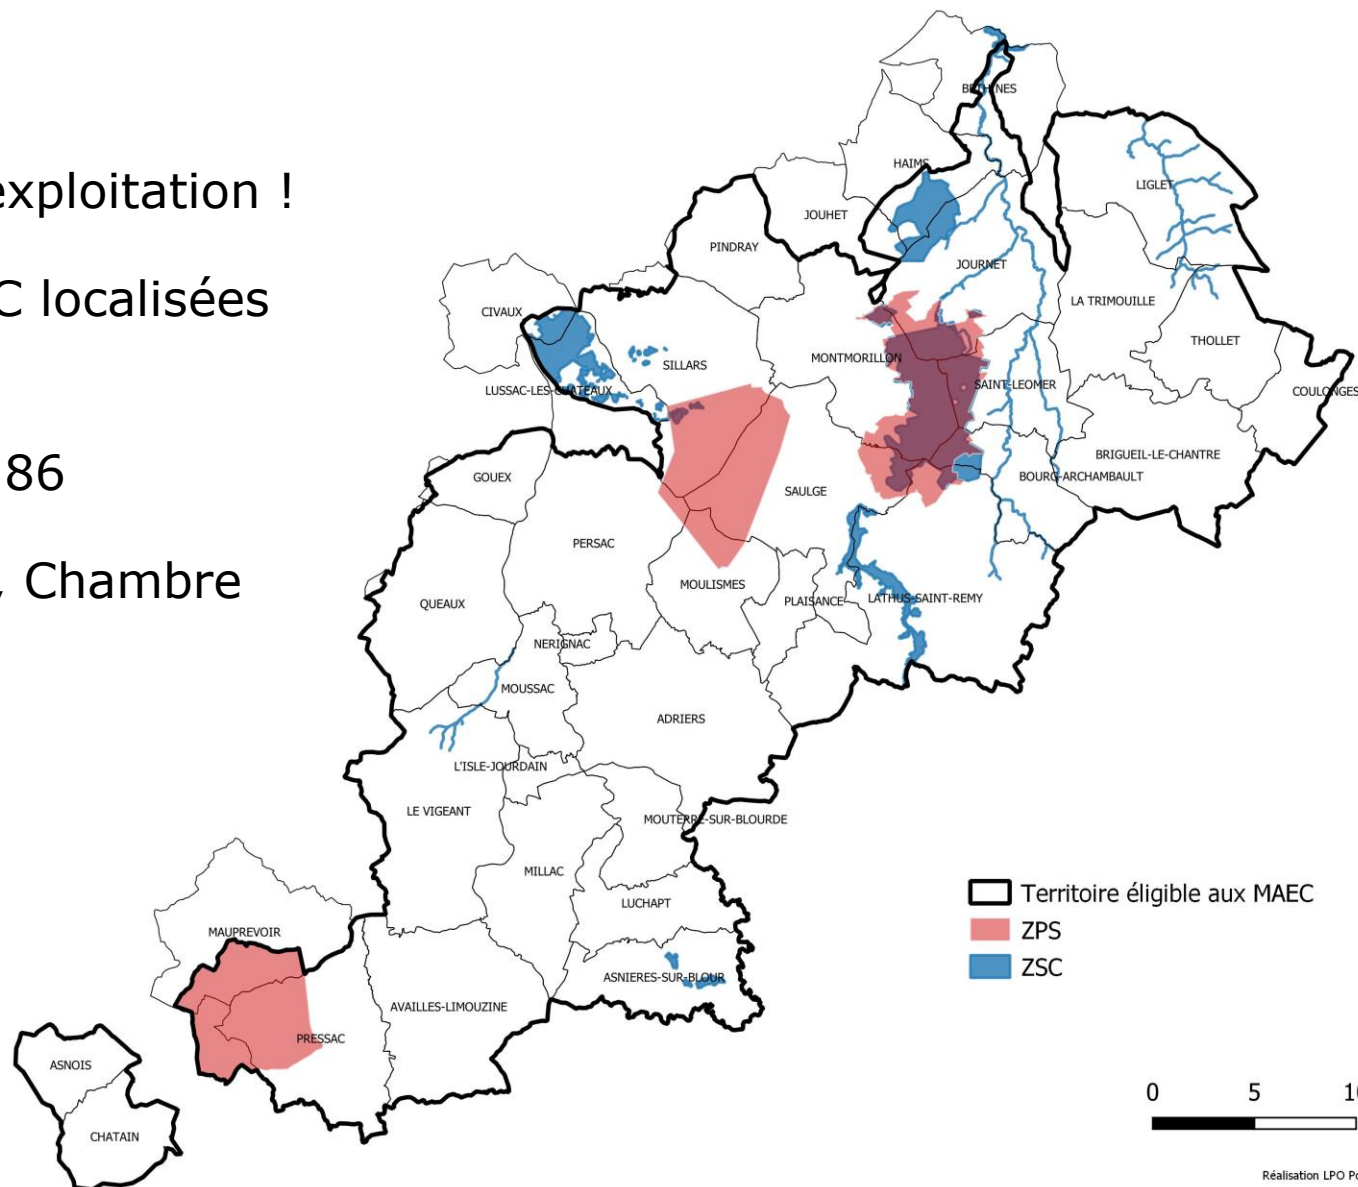 exploitation !
C localisées
86
, Chambre
BETHINES
HAIMS
LIGLET
JOUHET
PINDRAY
JOURNET
CIVAUX
LA TRIMOUILLE
THOLLET
MONTMORILLON
SILLARS
SAINT-LEOMER
LUSSAC-LES-CHATEAUX
COULONGES
BRIGUEIL-LE-CHANTRE
GOUEX
BOURG-ARCHAMBAULT
SAULGE
PERSAC
MOULISMES
QUEAUX
PLAISANCE
LATHUS-SAINT-REMY
NERIGNAC
MOUSSAC
ADRIERS
L'ISLE-JOURDAIN
LE VIGEANT
MOUTERRE-SUR-BLOURDE
MILLAC
LUCHAPT
MAUPREVOIR
ASNIERES-SUR-BLOUR
AVAILLES-LIMOUZINE
PRESSAC
ASNOIS
CHATAIN
Territoire éligible aux MAEC
ZPS
ZSC
0 5
Réalisation LPO